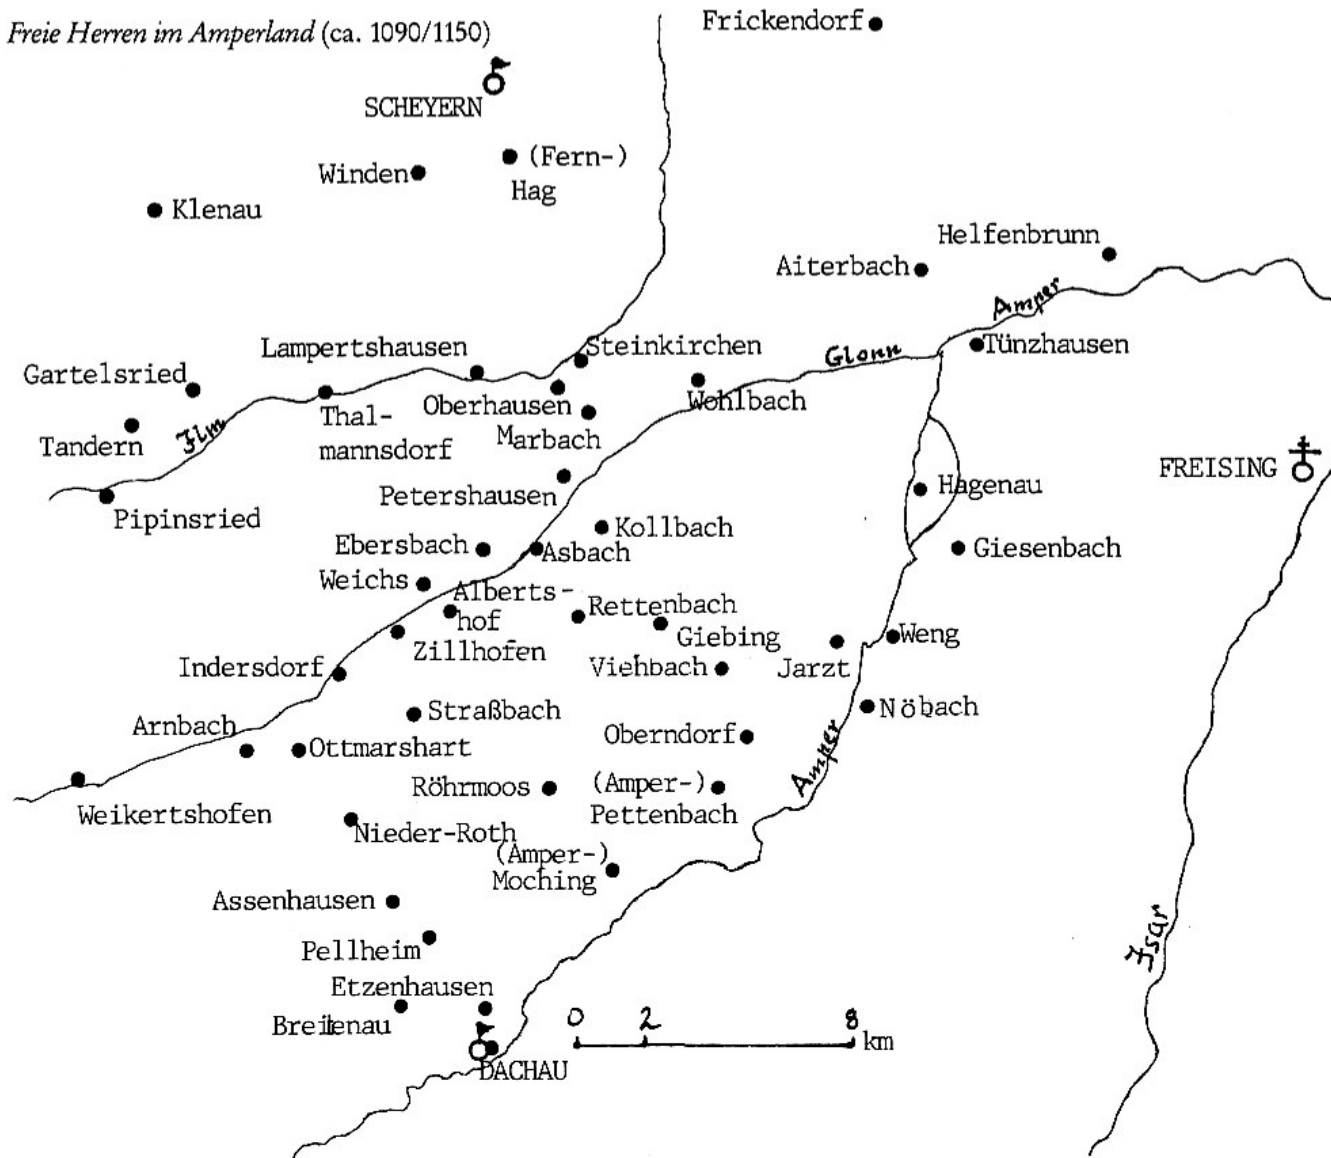 Freie Herren im Amperland (ca. 1090/1150)
Frickendorf
SCHEYERN
(Fern-)
Hag
Winden
Klenau
Helfenbrunn
Aiterbach
Amper
Glonn
Tünzhausen
Lampertshausen
Steinkirchen
Gartelsried
Oberhausen
Wohlbach
Thal-
mannsdorf
Marbach
Tandern
Ilm
FREISING
Petershausen
Hagenau
Pipinsried
Kollbach
Ebersbach
Asbach
Giesenbach
Weichs
Alberts-
hof
Rettenbach
Giebing
Weng
Zillhofen
Indersdorf
Viehbach
Jarzt
Straßbach
Nöbach
Arnbach
Ottmarshart
Oberndorf
Amper
Röhrmoos
(Amper-)
Pettenbach
Weikertshofen
Nieder-Roth
(Amper-)
Moching
Assenhausen
Pellheim
Isar
Etzenhausen
Breitenau
0 2 8
km
DACHAU